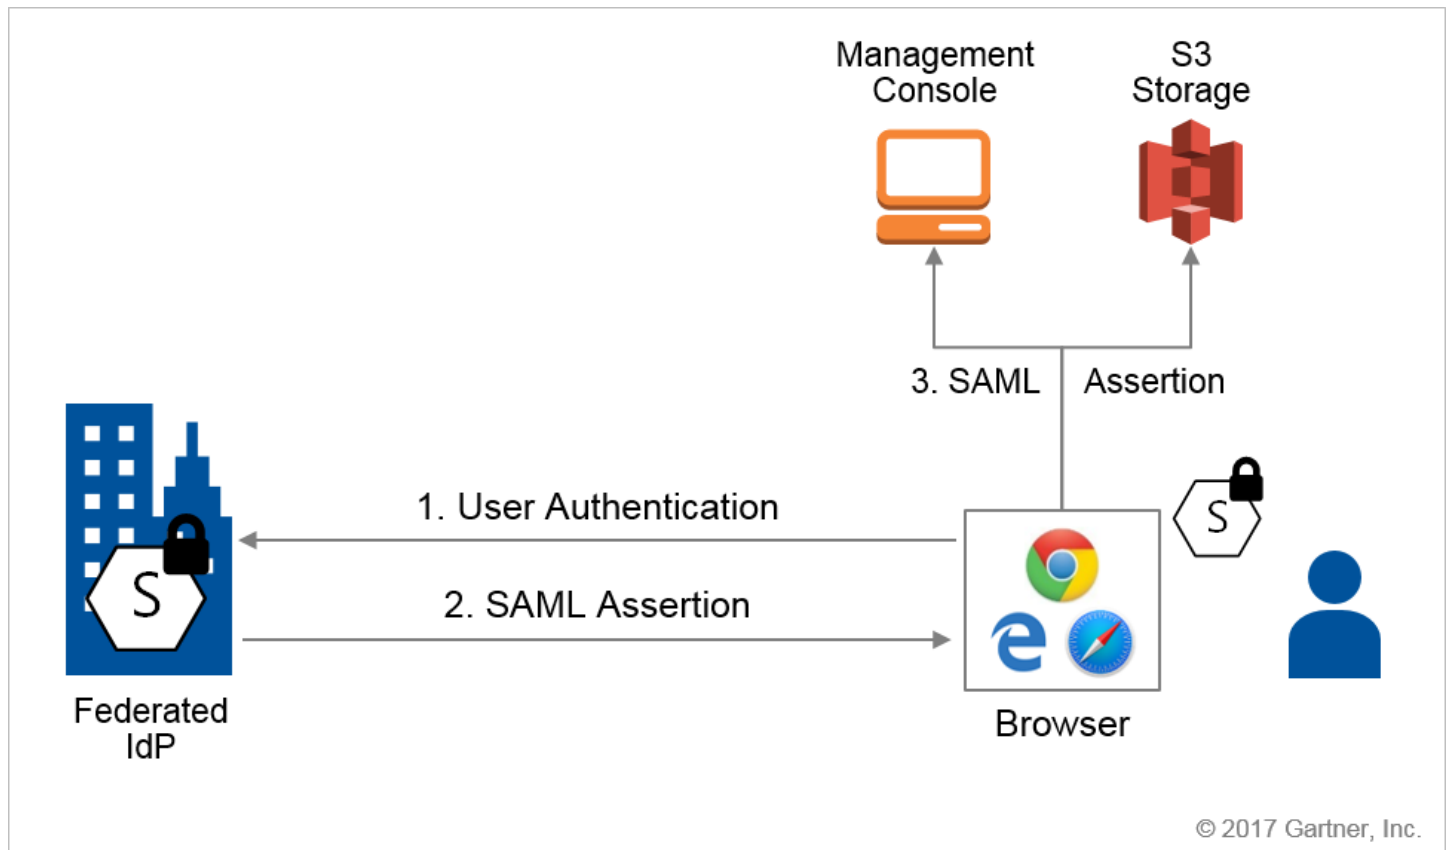 Management
Console
S3
Storage
3. SAML Assertion
1. User Authentication
S
2. SAML Assertion
S
Federated
IdP
Browser
© 2017 Gartner, Inc.